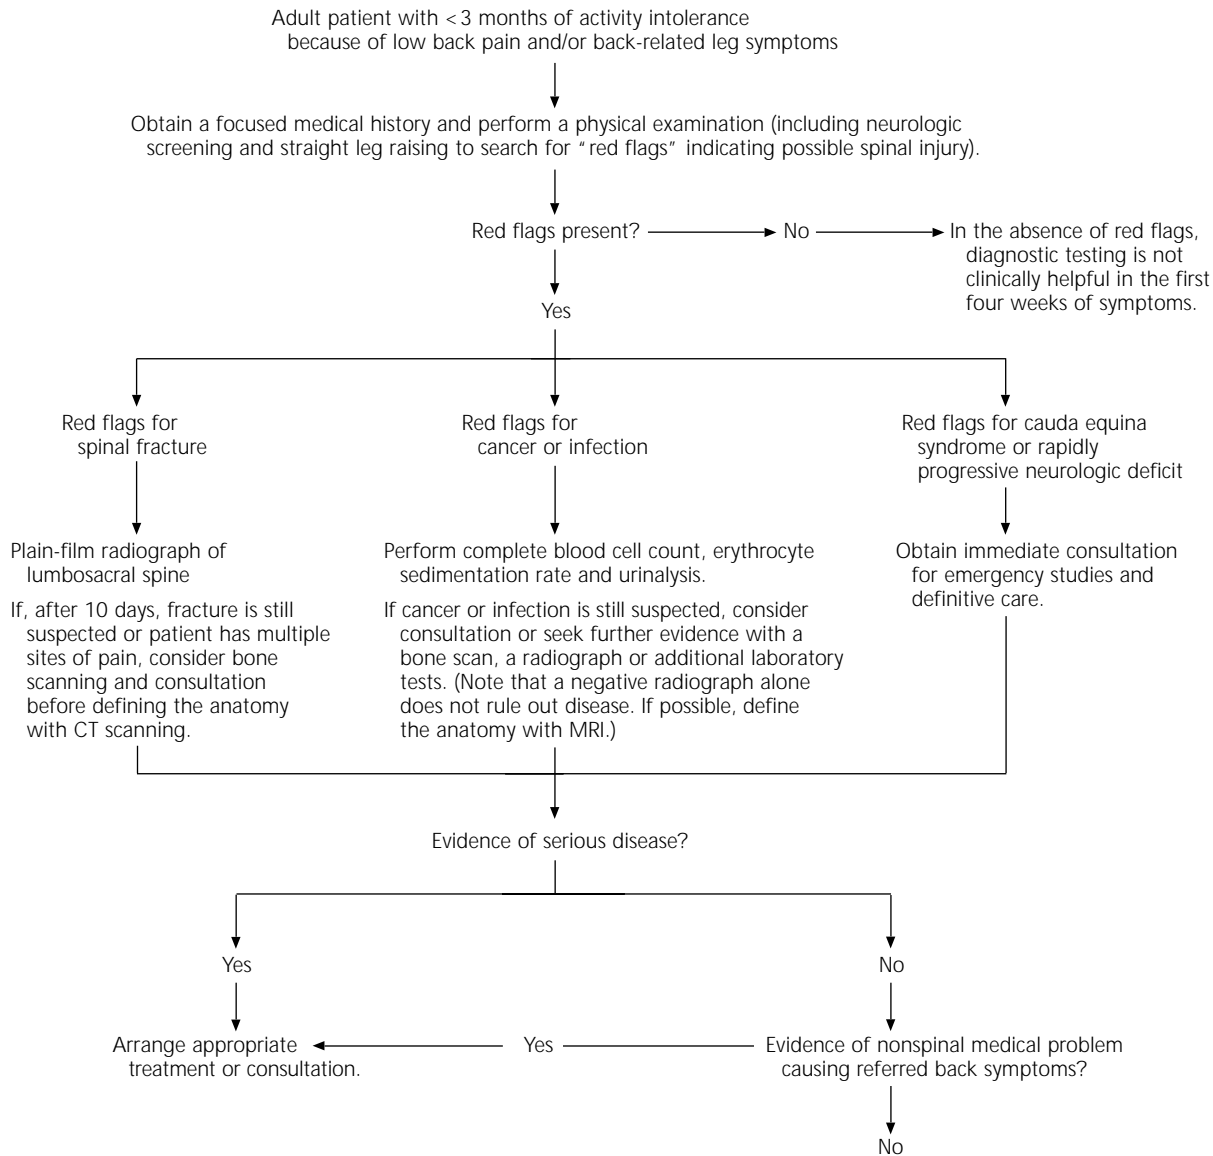 Adult patient with <3 months of activity intolerance
because of low back pain and/or back-related leg symptoms
Obtain a focused medical history and perform a physical examination (including neurologic
screening and straight leg raising to search for "red flags" indicating possible spinal injury).
Red flags present?
No
In the absence of red flags,
diagnostic testing is not
clinically helpful in the first
four weeks of symptoms.
Yes
Red flags for
spinal fracture
Red flags for
cancer or infection
Red flags for cauda equina
syndrome or rapidly
progressive neurologic deficit
Plain-film radiograph of
lumbosacral spine
If, after 10 days, fracture is still
suspected or patient has multiple
sites of pain, consider bone
scanning and consultation
before defining the anatomy
with CT scanning.
Perform complete blood cell count, erythrocyte
sedimentation rate and urinalysis.
If cancer or infection is still suspected, consider
consultation or seek further evidence with a
bone scan, a radiograph or additional laboratory
tests. (Note that a negative radiograph alone
does not rule out disease. If possible, define
the anatomy with MRI.)
Obtain immediate consultation
for emergency studies and
definitive care.
Evidence of serious disease?
Yes
No
Arrange appropriate
treatment or consultation.
Yes
Evidence of nonspinal medical problem
causing referred back symptoms?
No